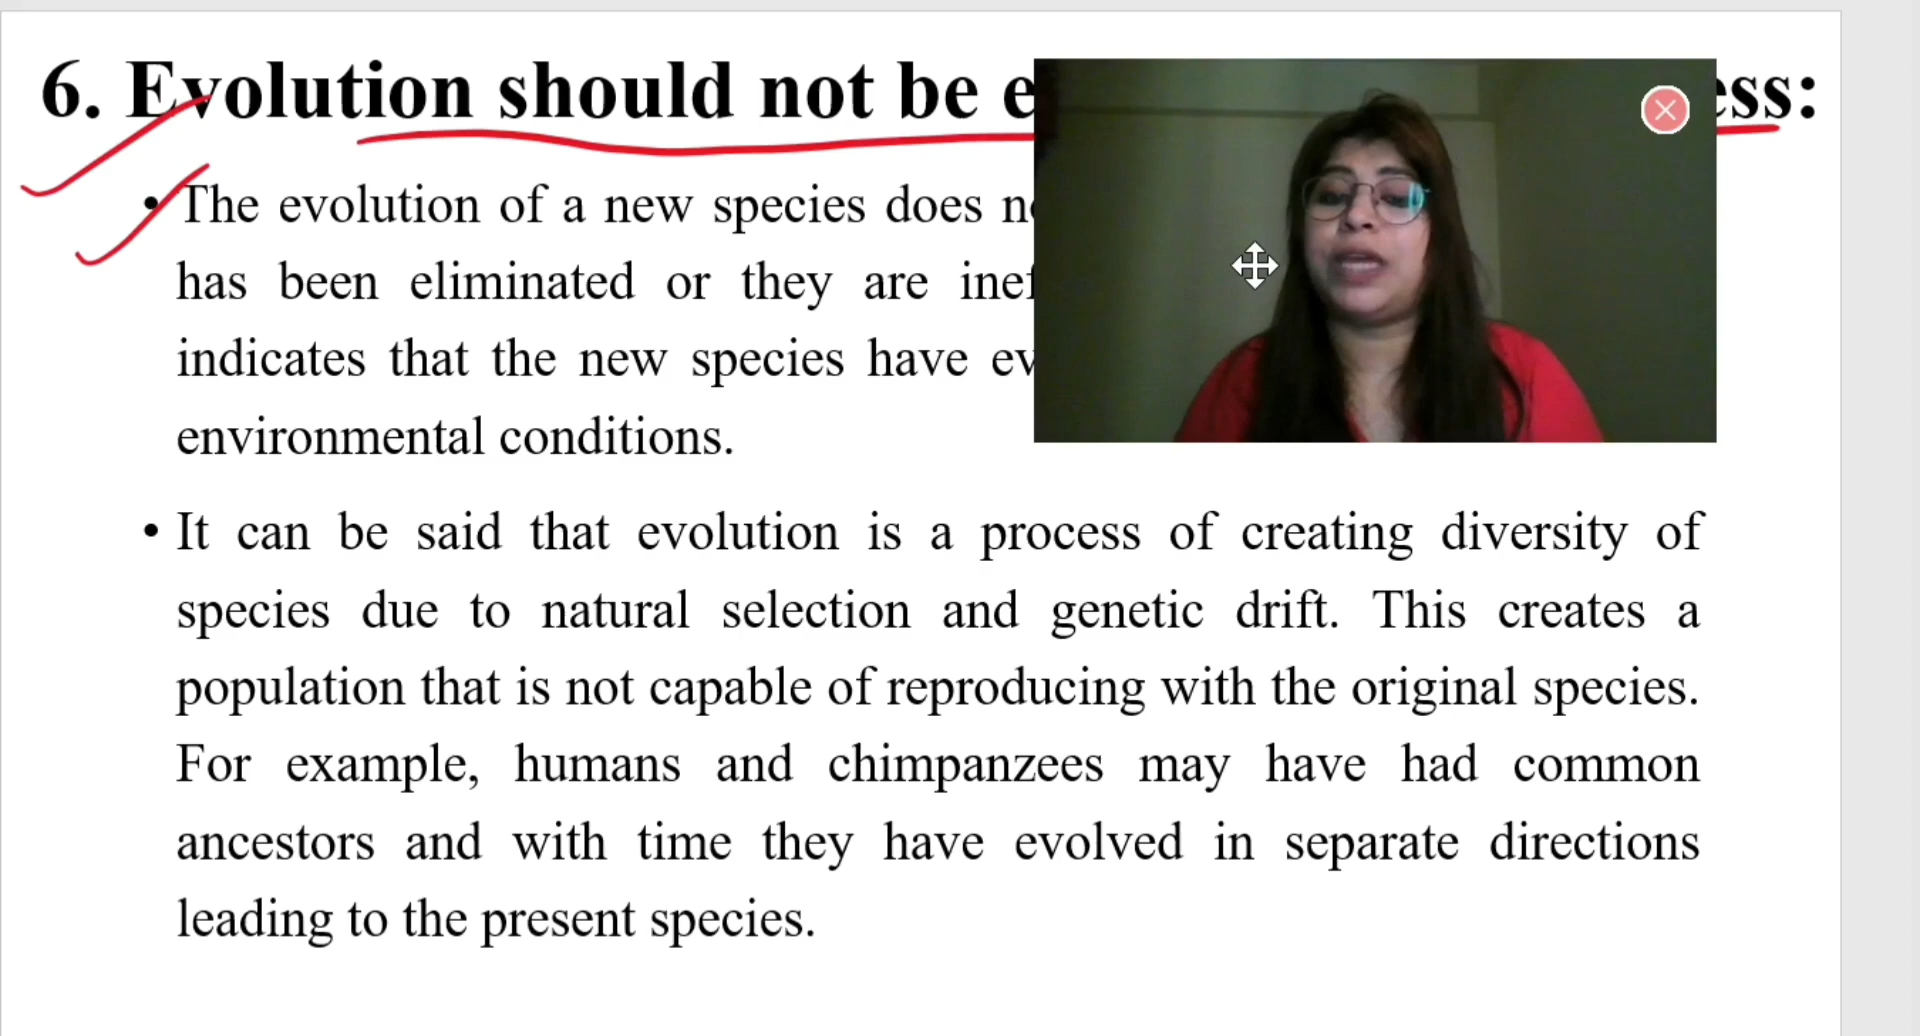 6. Evolution should not be
• The evolution of a new species does
has been eliminated or they are
indicates that the new species have
environmental conditions.
• It can be said that evolution is a process of creating diversity of
species due to natural selection and genetic drift. This creates a
population that is not capable of reproducing with the original species.
For example, humans and chimpanzees may have had common
ancestors and with time they have evolved in separate directions
leading to the present species.